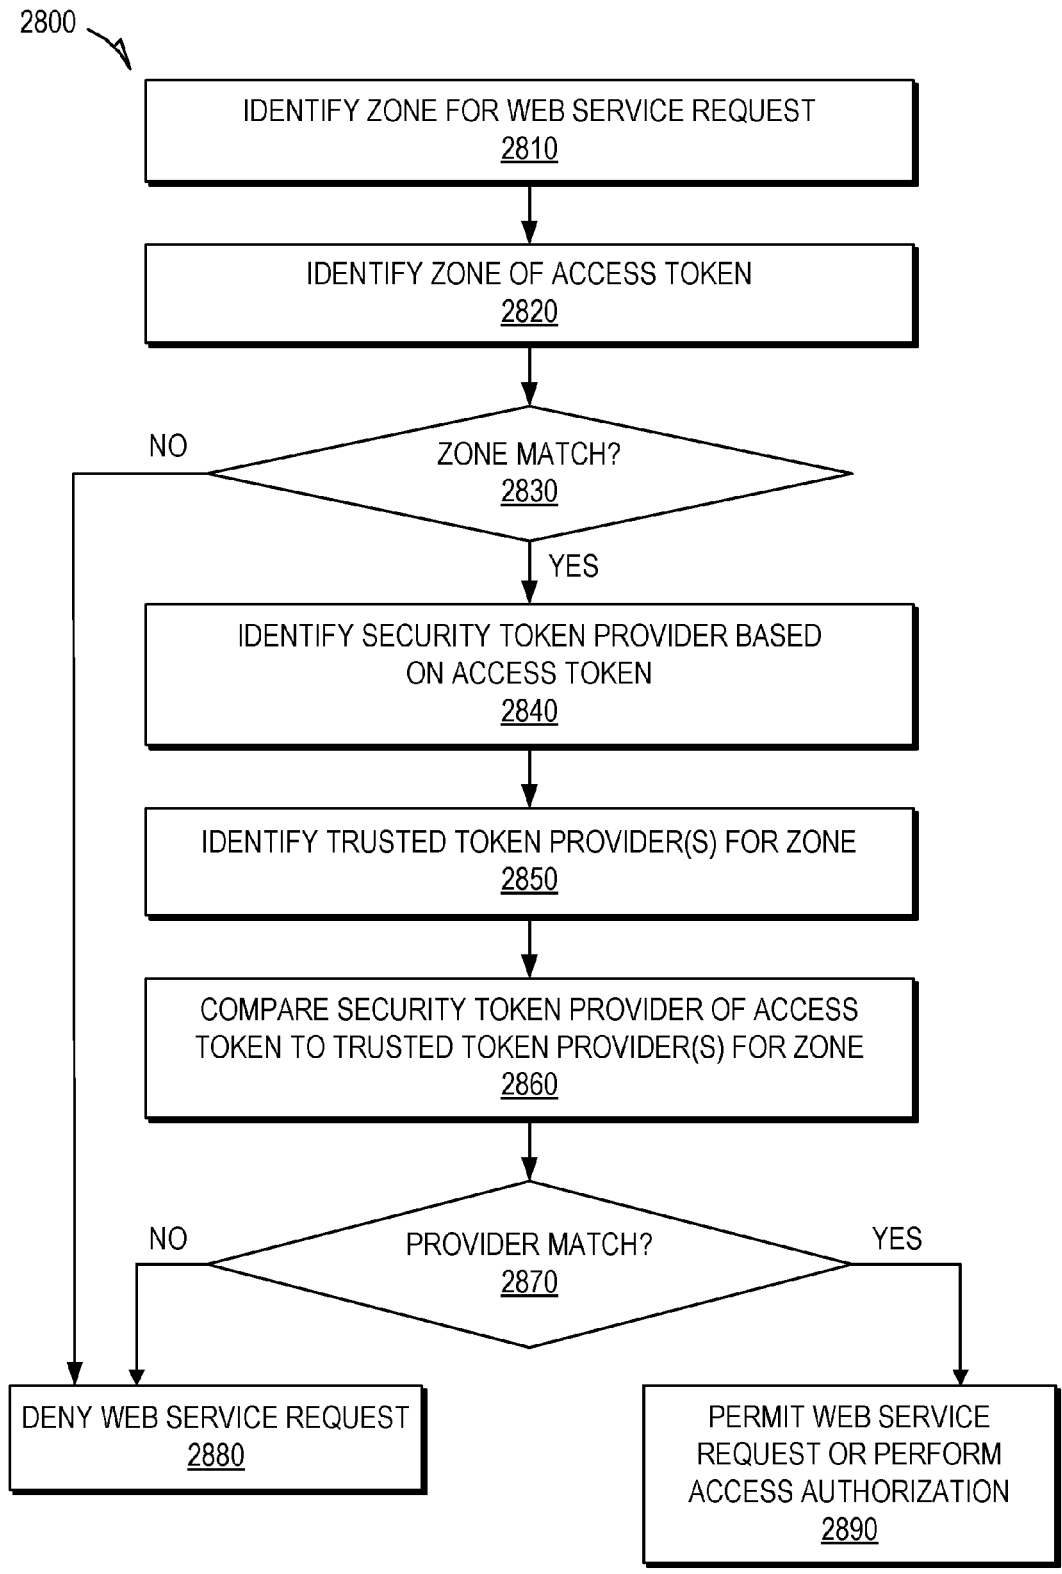 2800
IDENTIFY ZONE FOR WEB SERVICE REQUEST
2810
IDENTIFY ZONE OF ACCESS TOKEN
2820
NO
ZONE MATCH?
2830
YES
IDENTIFY SECURITY TOKEN PROVIDER BASED
ON ACCESS TOKEN
2840
IDENTIFY TRUSTED TOKEN PROVIDER(S) FOR ZONE
2850
COMPARE SECURITY TOKEN PROVIDER OF ACCESS
TOKEN TO TRUSTED TOKEN PROVIDER(S) FOR ZONE
2860
NO
PROVIDER MATCH?
2870
YES
DENY WEB SERVICE REQUEST
2880
PERMIT WEB SERVICE
REQUEST OR PERFORM
ACCESS AUTHORIZATION
2890